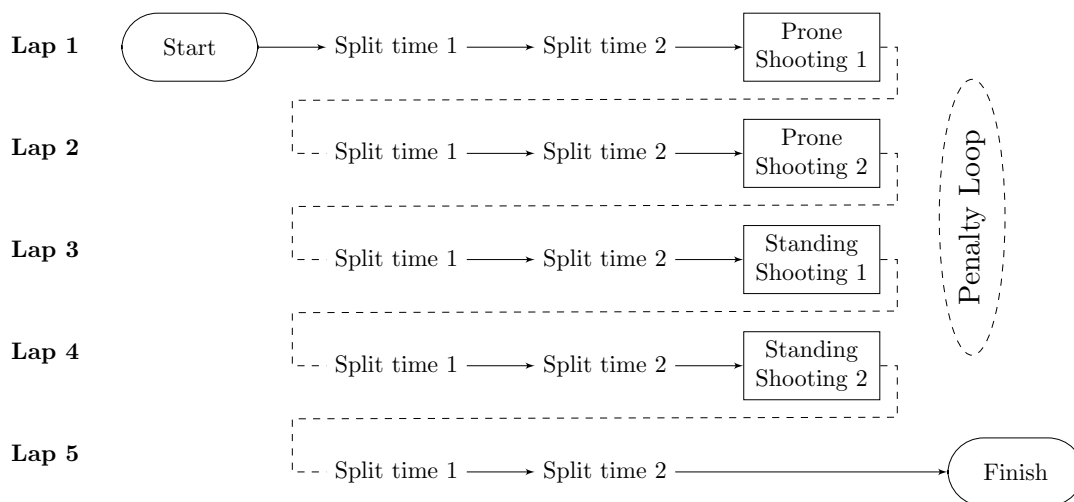 Lap 1
Start
Split time 1
Split time 2
Prone
Shooting 1
Lap 2
Split time 1
Split time 2
Prone
Shooting 2
Lap 3
Split time 1
Split time 2
Standing
Shooting 1
Lap 4
Split time 1
Split time 2
Standing
Shooting 2
Penalty Loop
Lap 5
Split time 1
Split time 2
Finish